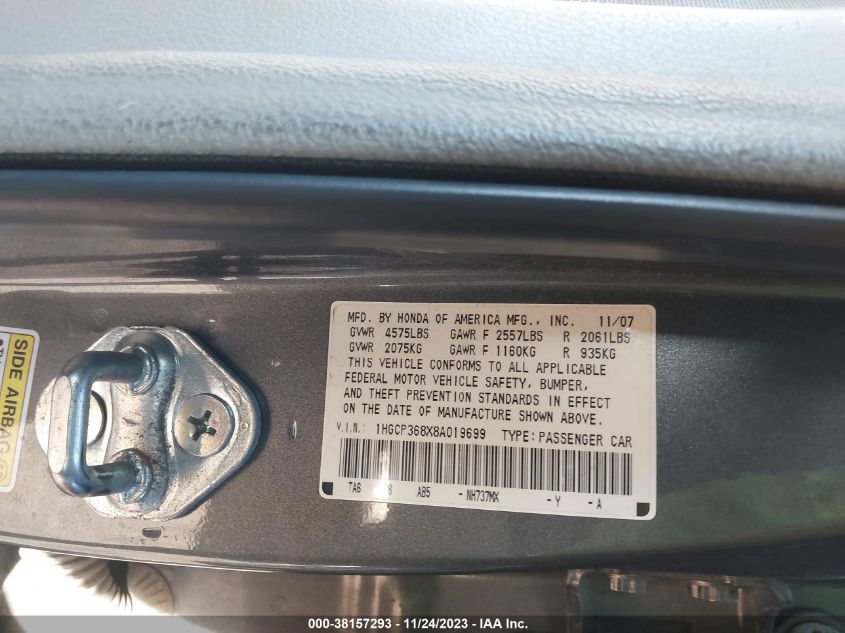 MFD. BY HONDA OF AMERICA MFG., INC. 11/07
GVWR 4575LBS GAWR F 2557LBS R 2061LBS
GVWR 2075KG GAWR F 1160KG R 935KG
THIS VEHICLE CONFORMS TO ALL APPLICABLE
FEDERAL MOTOR VEHICLE SAFETY, BUMPER,
AND THEFT PREVENTION STANDARDS IN EFFECT
ON THE DATE OF MANUFACTURE SHOWN ABOVE.
V.I.N.: 1HGCP368X8A019699 TYPE: PASSENGER CAR
TA6 AB5 - NH737MX - Y - A
SIDE AIRBAG
000-38157293 - 11/24/2023 - IAA Inc.